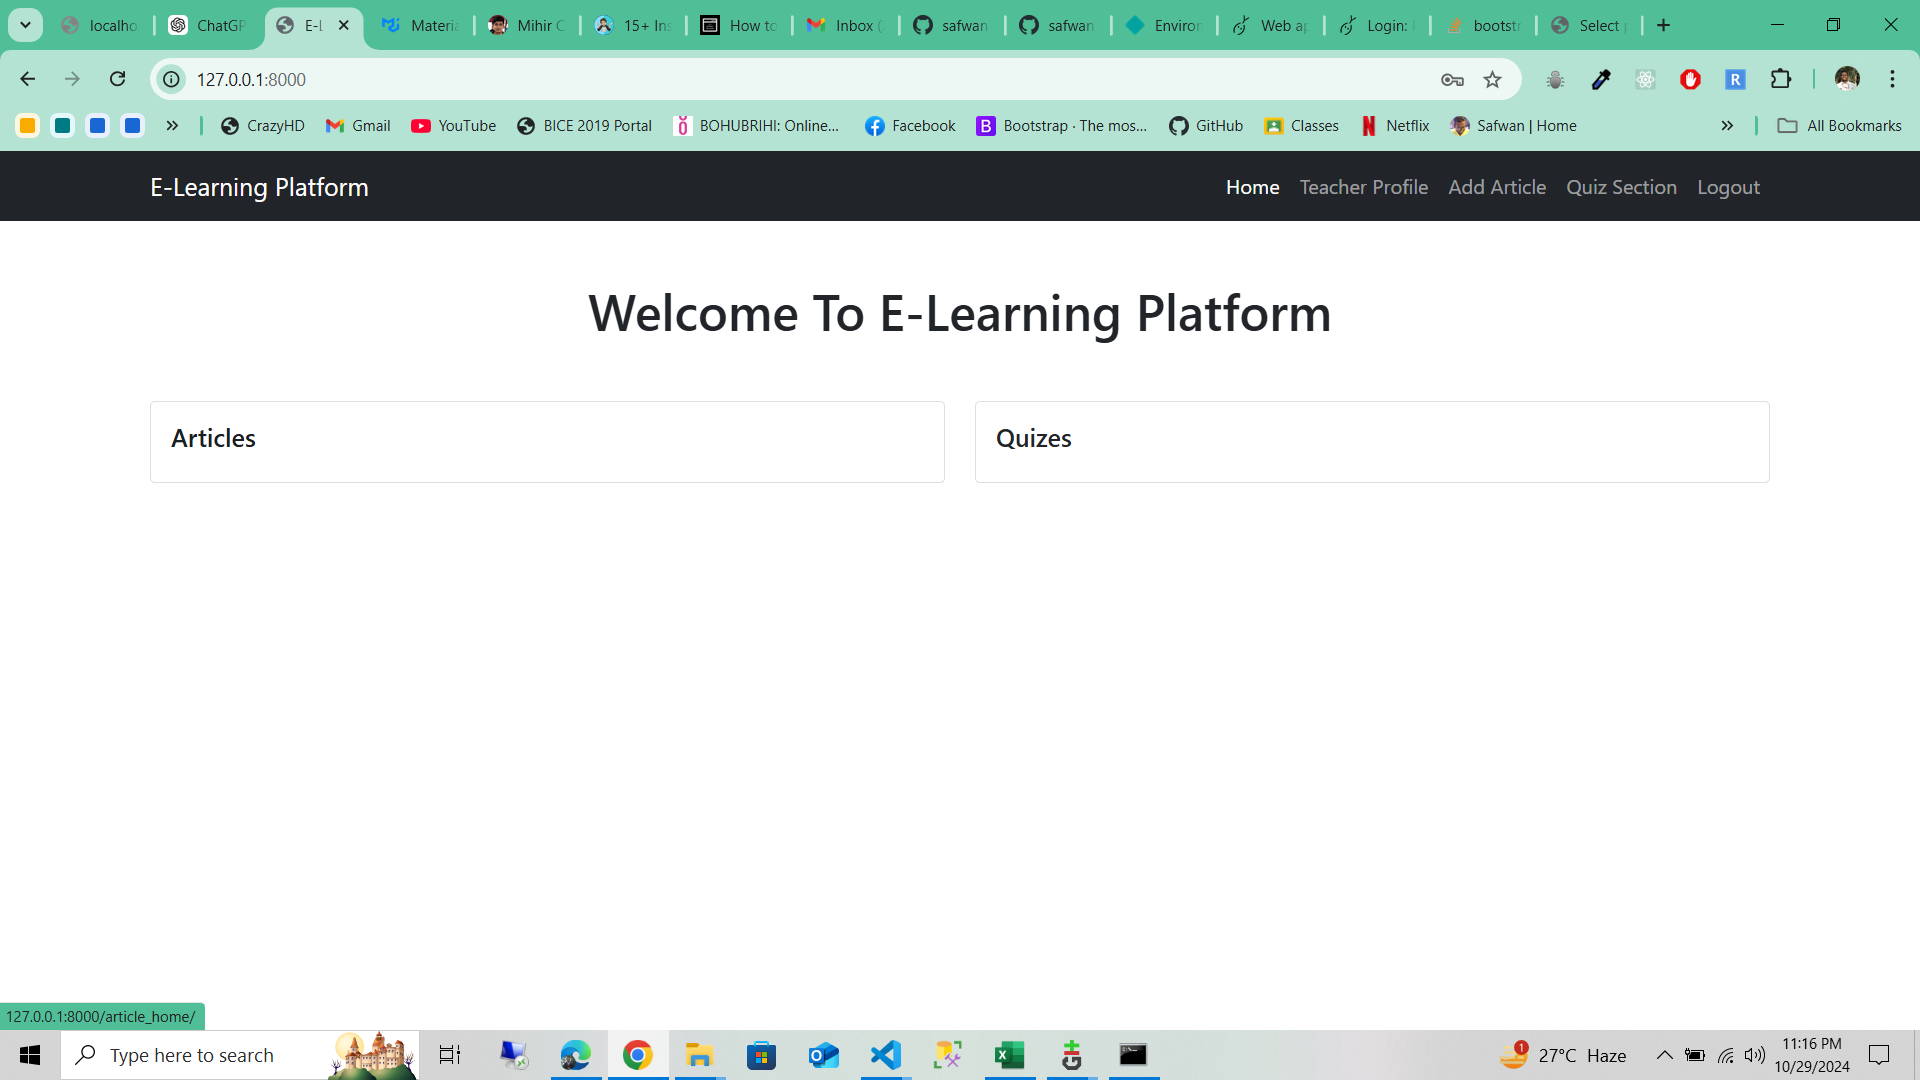 localho
ChatGP
E-L
Materia
Mihir C
15+ Ins
How to
Inbox (
safwan
safwan
Environ
Web ap
Login:
bootstr
Select p
127.0.0.1:8000
CrazyHD
Gmail
YouTube
BICE 2019 Portal
BOHUBRIHI: Online...
Facebook
Bootstrap · The mos...
GitHub
Classes
Netflix
Safwan | Home
All Bookmarks
E-Learning Platform
Home
Teacher Profile
Add Article
Quiz Section
Logout
Welcome To E-Learning Platform
Articles
Quizes
127.0.0.1:8000/article_home/
Type here to search
1
27°C Haze
11:16 PM
10/29/2024